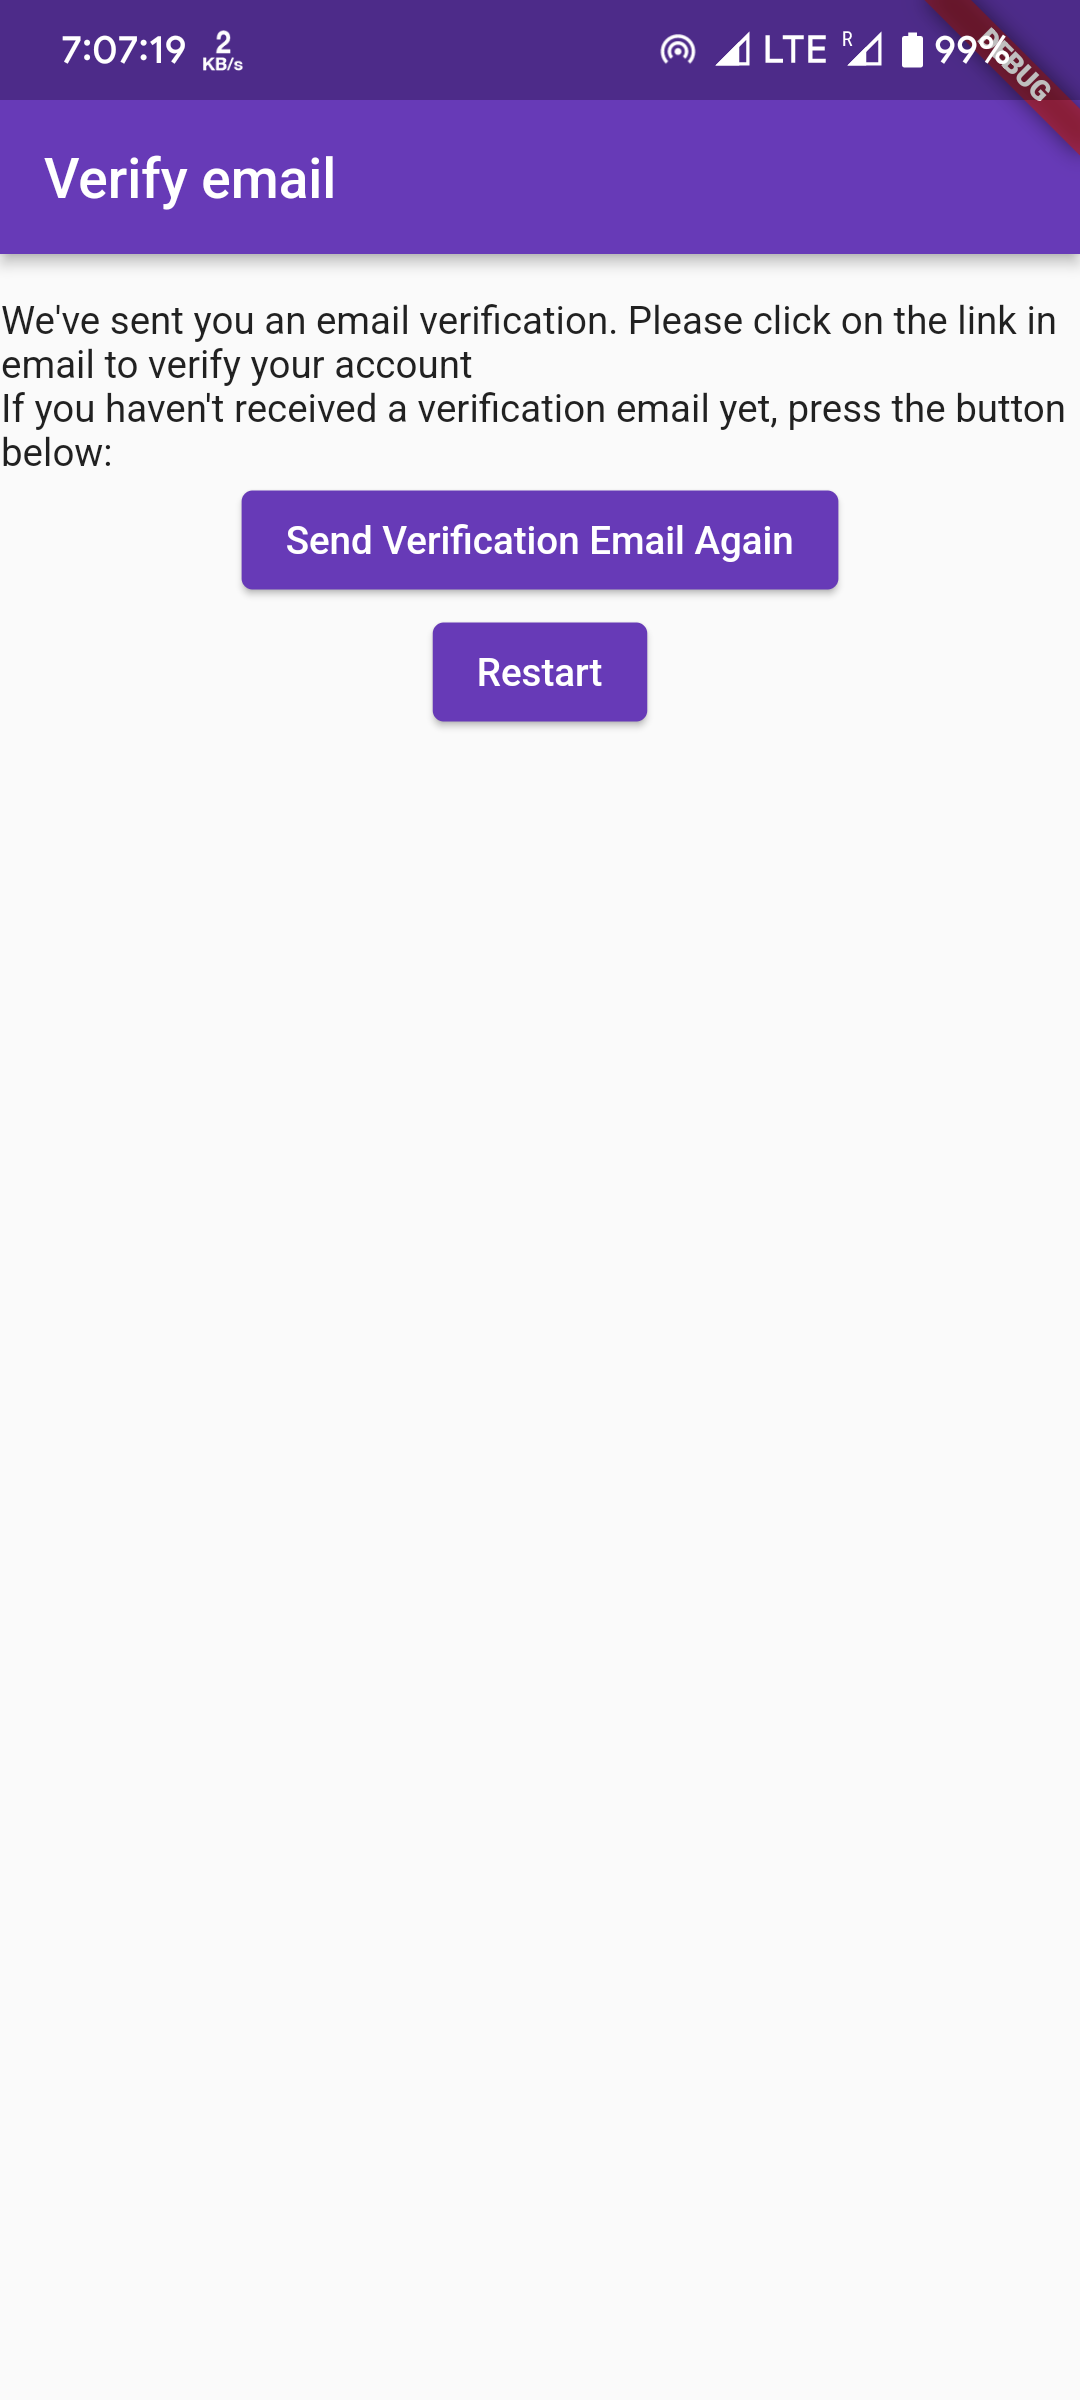 7:07:19 2 KB/s LTE R 99%
DEBUG
Verify email
We've sent you an email verification. Please click on the link in
email to verify your account
If you haven't received a verification email yet, press the button
below:
Send Verification Email Again
Restart